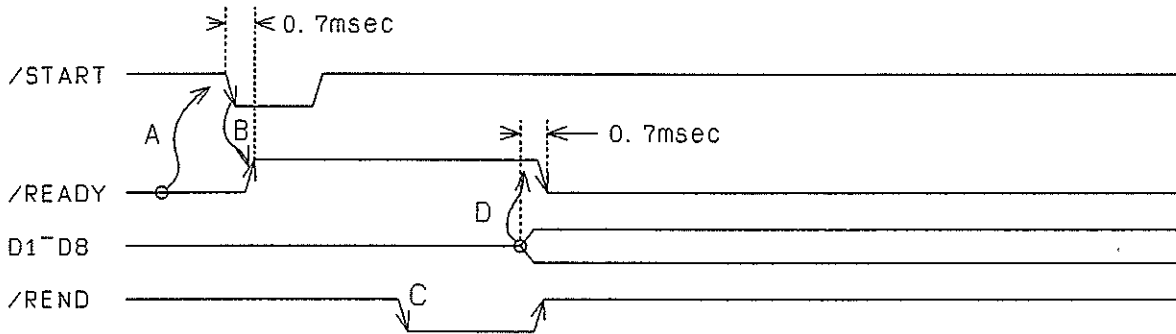 0.7msec
/START
A
B
0.7msec
/READY
D
D1~D8
C
/REND